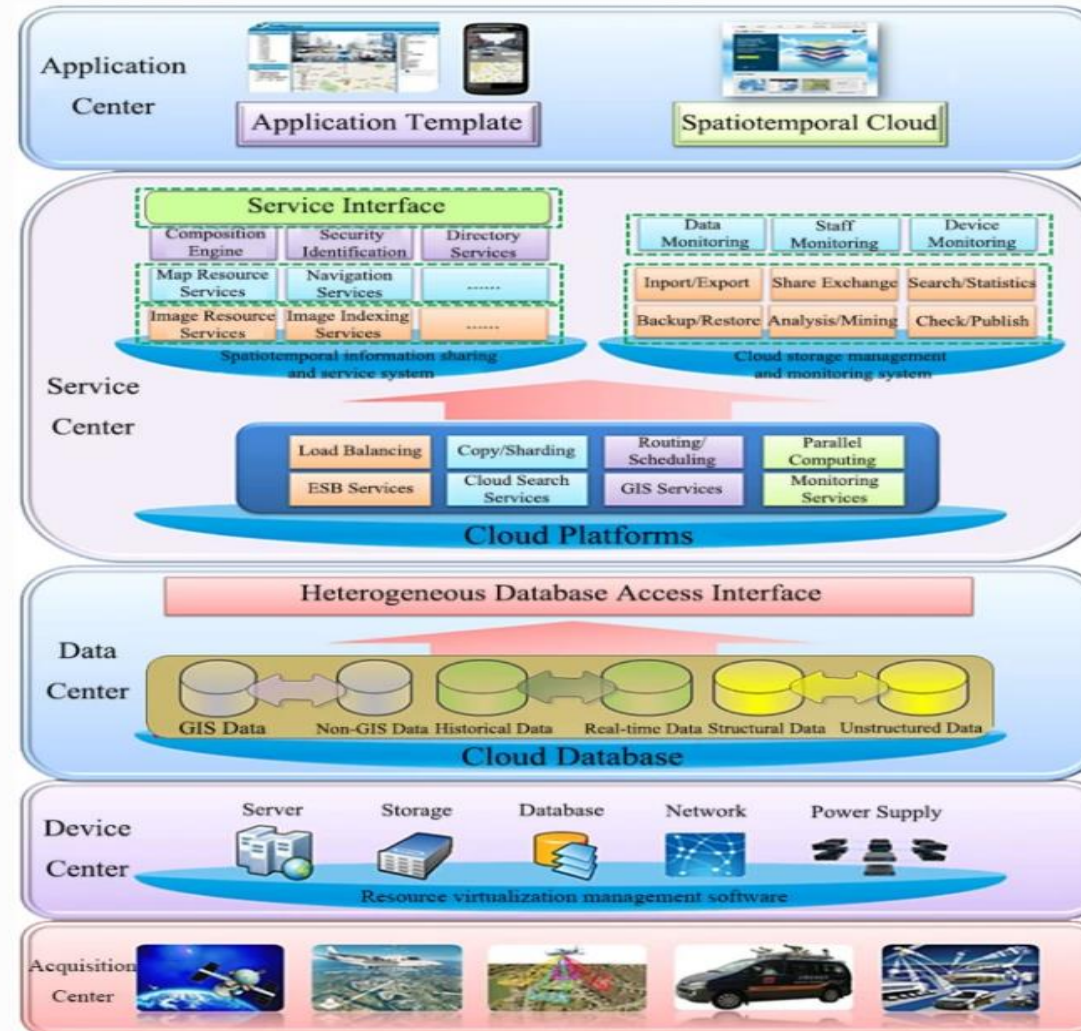 Application
Center
Application Template
Spatiotemporal Cloud
Service Interface
Composition
Engine
Security
Identification
Directory
Services
Map Resource
Services
Navigation
Services
......
Image Resource
Services
Image Indexing
Services
......
Spatiotemporal information sharing
and service system
Data
Monitoring
Staff
Monitoring
Device
Monitoring
Inport/Export
Share Exchange
Search/Statistics
Backup/Restore
Analysis/Mining
Check/Publish
Cloud storage management
and monitoring system
Service
Center
Load Balancing
Copy/Sharding
Routing/
Scheduling
Parallel
Computing
ESB Services
Cloud Search
Services
GIS Services
Monitoring
Services
Cloud Platforms
Heterogeneous Database Access Interface
Data
Center
GIS Data
Non-GIS Data
Historical Data
Real-time Data
Structural Data
Unstructured Data
Cloud Database
Device
Center
Server
Storage
Database
Network
Power Supply
Resource virtualization management software
Acquisition
Center